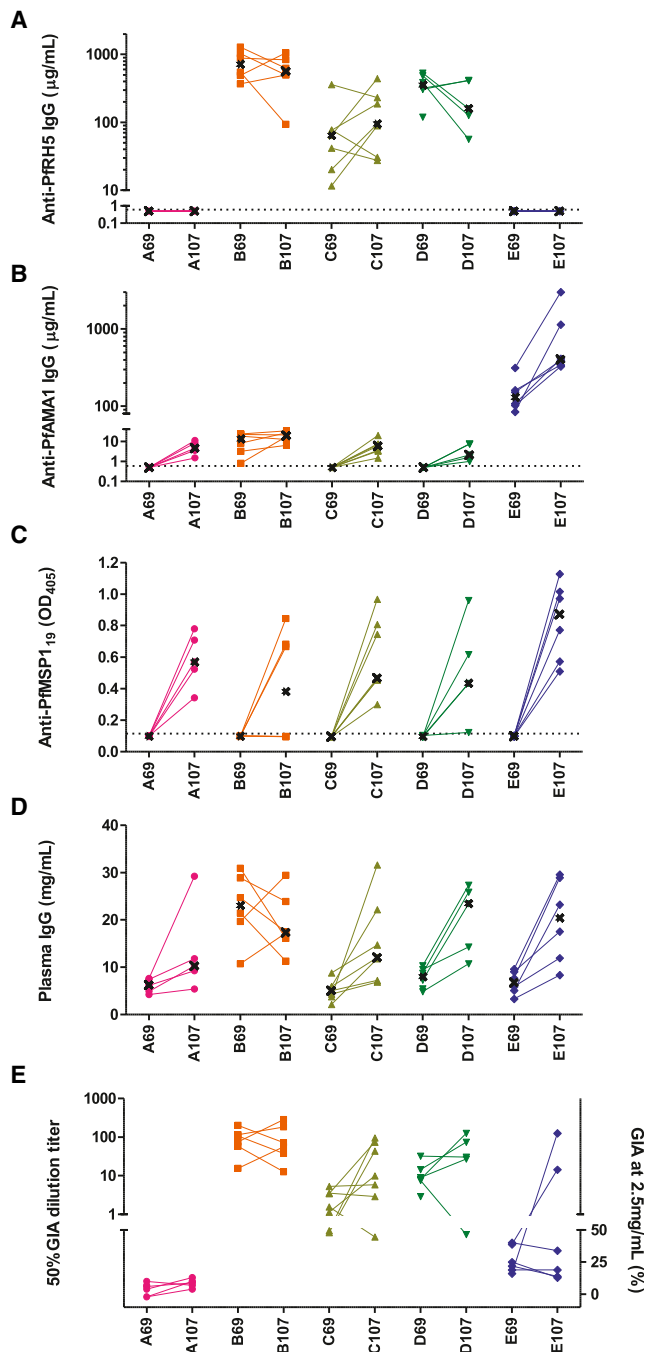 A
Anti-PfRH5 IgG (μg/mL)
1000
100
10
1
0.1
A69 A107 B69 B107 C69 C107 D69 D107 E69 E107
B
Anti-PfAMA1 IgG (μg/mL)
1000
100
10
1
0.1
A69 A107 B69 B107 C69 C107 D69 D107 E69 E107
C
Anti-PfMSP1₁₉ (OD₄₀₅)
1.2
1.0
0.8
0.6
0.4
0.2
0.0
A69 A107 B69 B107 C69 C107 D69 D107 E69 E107
D
Plasma IgG (mg/mL)
40
30
20
10
0
A69 A107 B69 B107 C69 C107 D69 D107 E69 E107
E
50% GIA dilution titer
1000
100
10
1
GIA at 2.5mg/mL (%)
50
25
0
A69 A107 B69 B107 C69 C107 D69 D107 E69 E107